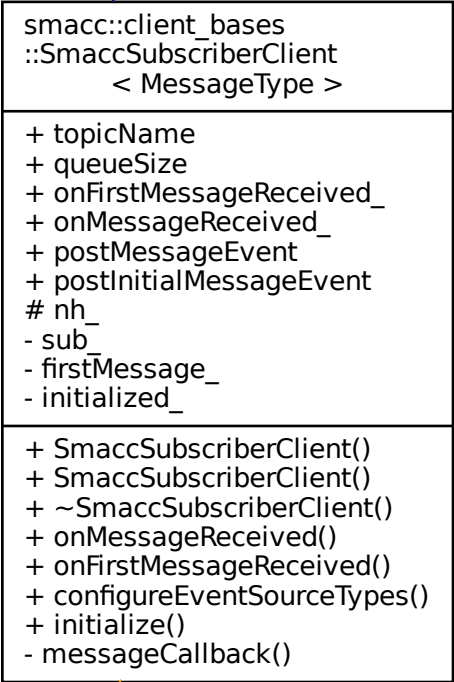 smacc::client_bases
::SmaccSubscriberClient
< MessageType >
+ topicName
+ queueSize
+ onFirstMessageReceived_
+ onMessageReceived_
+ postMessageEvent
+ postInitialMessageEvent
# nh_
- sub_
- firstMessage_
- initialized_
+ SmaccSubscriberClient()
+ SmaccSubscriberClient()
+ ~SmaccSubscriberClient()
+ onMessageReceived()
+ onFirstMessageReceived()
+ configureEventSourceTypes()
+ initialize()
- messageCallback()